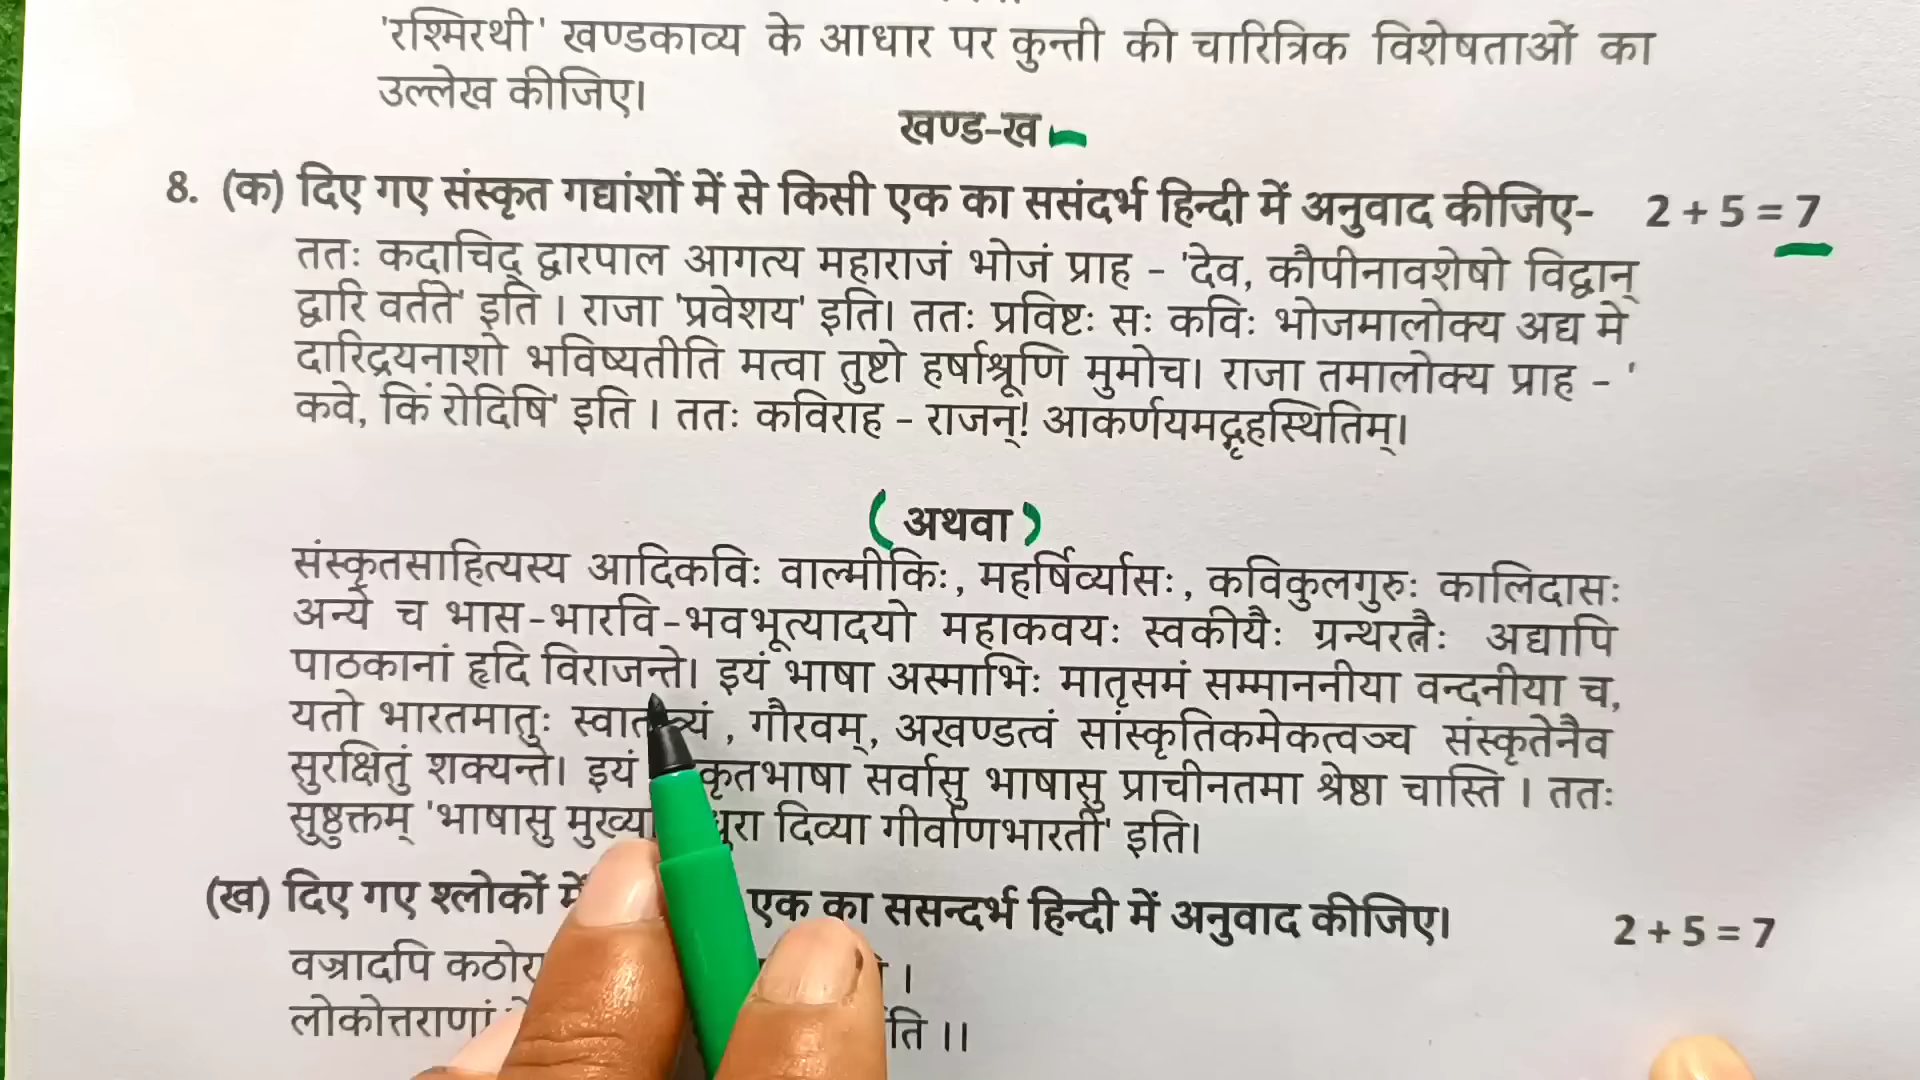 'रश्मिरथी' खण्डकाव्य के आधार पर कुन्ती की चारित्रिक विशेषताओं का
उल्लेख कीजिए।
खण्ड-ख
8. (क) दिए गए संस्कृत गद्यांशों में से किसी एक का ससंदर्भ हिन्दी में अनुवाद कीजिए- 2 + 5 = 7
ततः कदाचिद् द्वारपाल आगत्य महाराजं भोजं प्राह - 'देव, कौपीनावशेषो विद्वान्
द्वारि वर्तते' इति । राजा 'प्रवेशय' इति। ततः प्रविष्टः सः कविः भोजमालोक्य अद्य मे
दारिद्रयनाशो भविष्यतीति मत्वा तुष्टो हर्षाश्रूणि मुमोच। राजा तमालोक्य प्राह - '
कवे, किं रोदिषि' इति । ततः कविराह - राजन्! आकर्णयमद्गृहस्थितिम्।
(अथवा)
संस्कृतसाहित्यस्य आदिकविः वाल्मीकिः, महर्षिर्व्यासः, कविकुलगुरुः कालिदासः
अन्ये च भास-भारवि-भवभूत्यादयो महाकवयः स्वकीयैः ग्रन्थरत्नैः अद्यापि
पाठकानां हृदि विराजन्ते। इयं भाषा अस्माभिः मातृसमं सम्माननीया वन्दनीया च,
यतो भारतमातुः स्वातन्त्र्यं, गौरवम्, अखण्डत्वं सांस्कृतिकमेकत्वञ्च संस्कृतेनैव
सुरक्षितुं शक्यन्ते। इयं कृतभाषा सर्वासु भाषासु प्राचीनतमा श्रेष्ठा चास्ति । ततः
सुष्ठुक्तम् 'भाषासु मुख्या धुरा दिव्या गीर्वाणभारती' इति।
(ख) दिए गए श्लोकों में एक का ससन्दर्भ हिन्दी में अनुवाद कीजिए। 2 + 5 = 7
वज्रादपि कठोरा ।
लोकोत्तराणां ति ।।